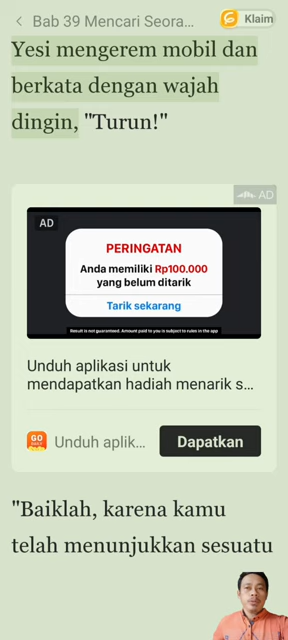 Bab 39 Mencari Seora...
Klaim
Yesi mengerem mobil dan
berkata dengan wajah
dingin, "Turun!"
AD
AD
PERINGATAN
Anda memiliki Rp100.000
yang belum ditarik
Tarik sekarang
Result is not guaranteed. Amount paid to you is subject to rules in the app
Unduh aplikasi untuk
mendapatkan hadiah menarik s...
GO
Unduh aplik...
Dapatkan
"Baiklah, karena kamu
telah menunjukkan sesuatu